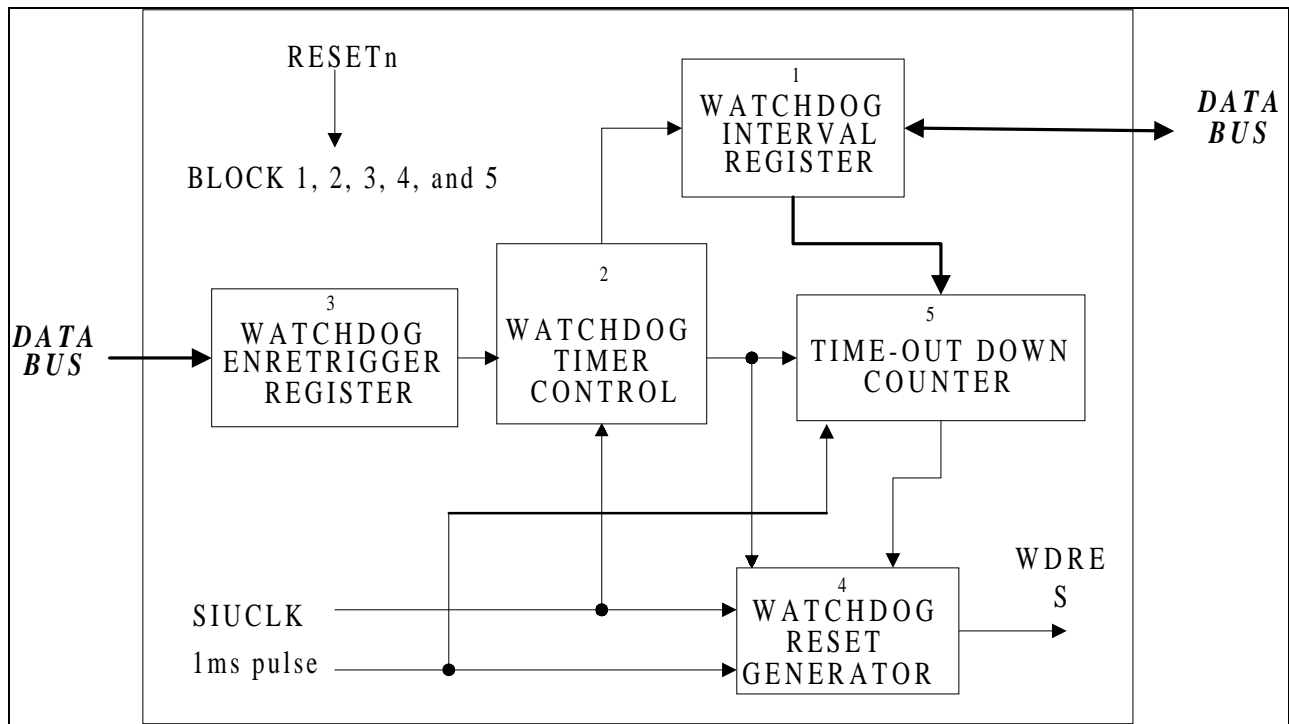 RESETn
BLOCK 1, 2, 3, 4, and 5
1
WATCHDOG
INTERVAL
REGISTER
DATA
BUS
DATA
BUS
3
WATCHDOG
ENRETRIGGER
REGISTER
2
WATCHDOG
TIMER
CONTROL
5
TIME-OUT DOWN
COUNTER
SIUCLK
1ms pulse
4
WATCHDOG
RESET
GENERATOR
WDRE
S